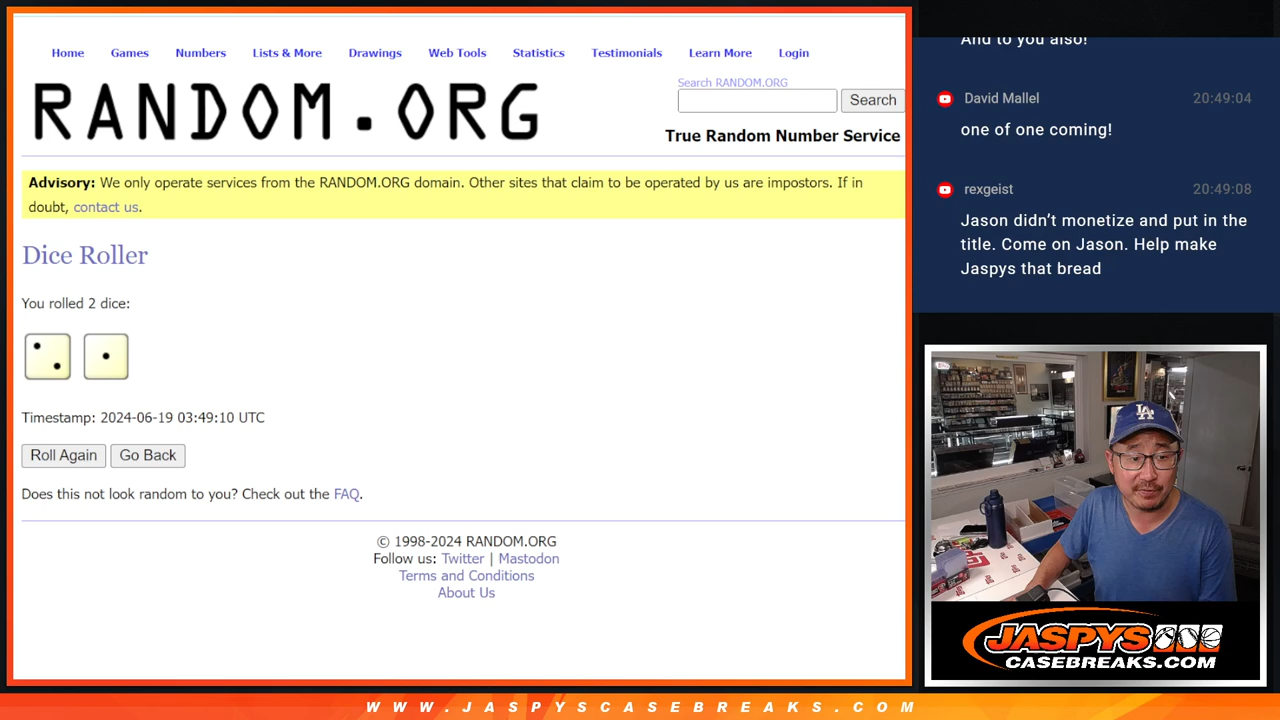 Home Games Numbers Lists & More Drawings Web Tools Statistics Testimonials Learn More Login
RANDOM.ORG
Search RANDOM.ORG
Search
True Random Number Service
Advisory: We only operate services from the RANDOM.ORG domain. Other sites that claim to be operated by us are impostors. If in
doubt, contact us.
Dice Roller
You rolled 2 dice:
Timestamp: 2024-06-19 03:49:10 UTC
Roll Again Go Back
Does this not look random to you? Check out the FAQ.
© 1998-2024 RANDOM.ORG
Follow us: Twitter | Mastodon
Terms and Conditions
About Us
And to you also!
David Mallel 20:49:04
one of one coming!
rexgeist 20:49:08
Jason didn’t monetize and put in the
title. Come on Jason. Help make
Jaspys that bread
LA
JASPYS
CASEBREAKS.COM
WWW.JASPYSCASEBREAKS.COM